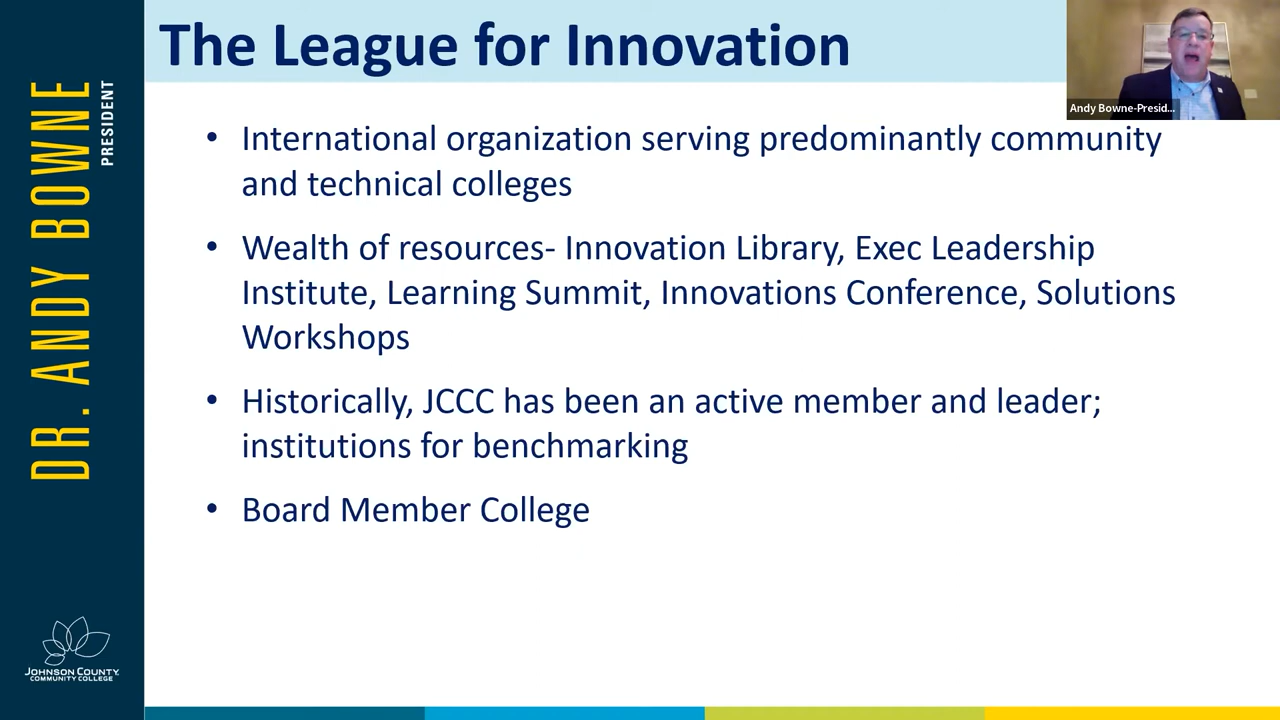 The League for Innovation
DR. ANDY BOWNE
PRESIDENT
Andy Bowne-Presid...
• International organization serving predominantly community
and technical colleges
• Wealth of resources- Innovation Library, Exec Leadership
Institute, Learning Summit, Innovations Conference, Solutions
Workshops
• Historically, JCCC has been an active member and leader;
institutions for benchmarking
• Board Member College
JOHNSON COUNTY
COMMUNITY COLLEGE